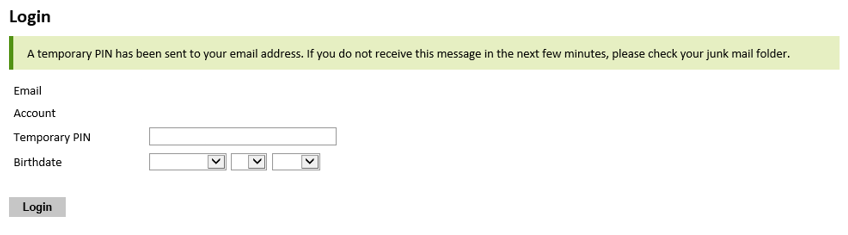 Login
A temporary PIN has been sent to your email address. If you do not receive this message in the next few minutes, please check your junk mail folder.
Email
Account
Temporary PIN
Birthdate
Login